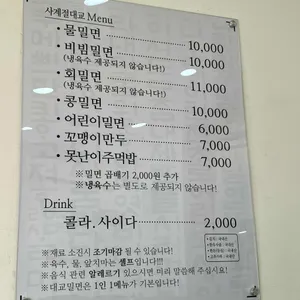 사계절대교 Menu
• 물밀면 10,000
• 비빔밀면 10,000
(냉육수 제공되지 않습니다!)
• 회밀면 11,000
(냉육수 제공되지 않습니다!)
• 콩밀면 10,000
• 어린이밀면 6,000
• 꼬맹이만두 7,000
• 못난이주먹밥 7,000
※밀면 곱배기 2,000원 추가
※냉육수는 별도로 제공되지 않습니다!
Drink
콜라.사이다 2,000
※재료 소진시 조기마감 될 수 있습니다!
※육수, 물, 앞치마는 셀프입니다!!!
※음식 관련 알레르기 있으시면 미리 말씀해 주십시요!
※대교밀면은 1인 1메뉴가 기본입니다!